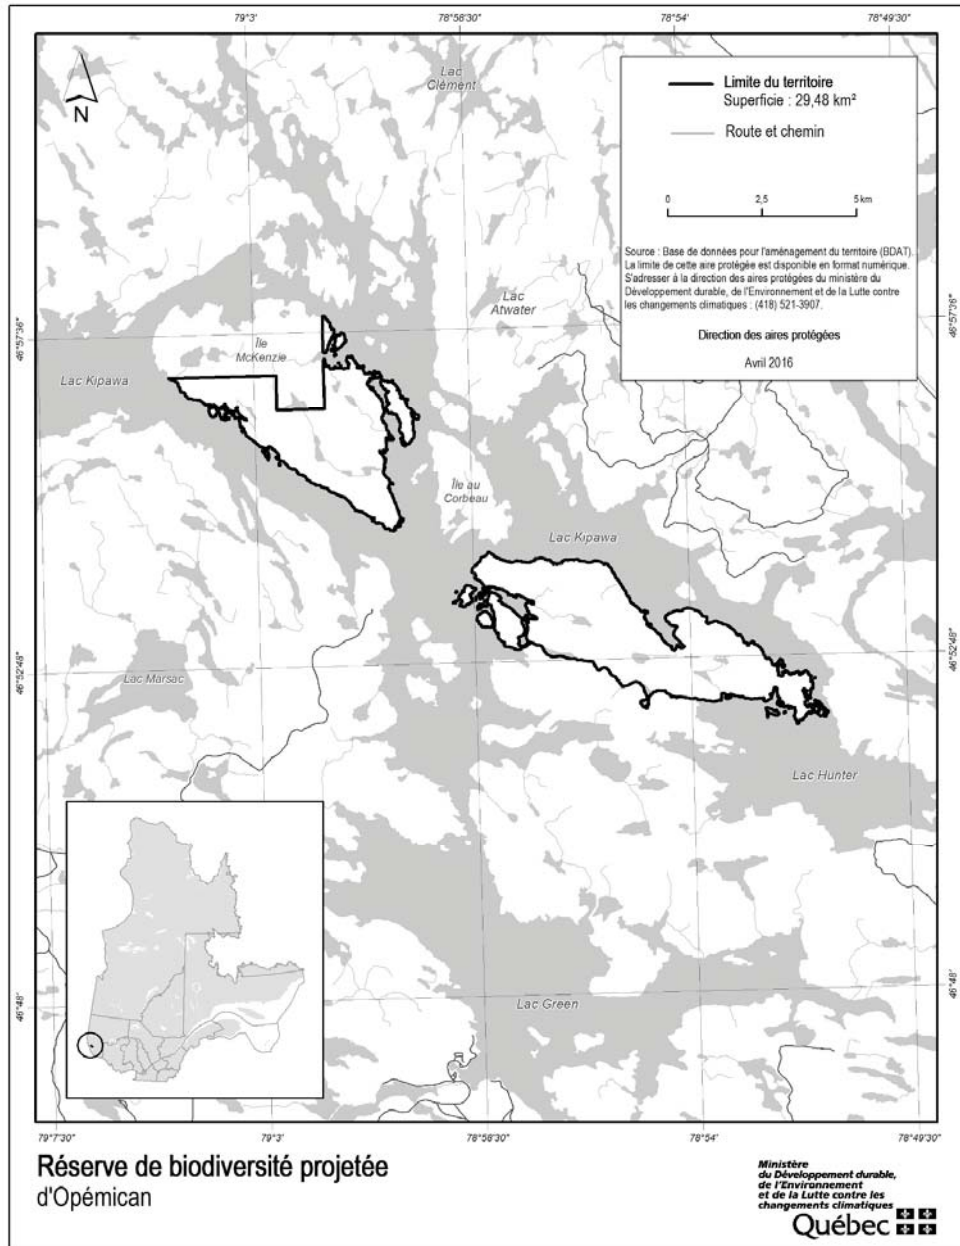 79°3'
78°58'30"
78°54'
78°49'30"
Lac
Clément
N
Limite du territoire
Superficie : 29,48 km²
Route et chemin
0
2,5
5 km
Source : Base de données pour l'aménagement du territoire (BDAT).
La limite de cette aire protégée est disponible en format numérique.
S'adresser à la direction des aires protégées du ministère du
Développement durable, de l'Environnement et de la Lutte contre
les changements climatiques : (418) 521-3907.
Direction des aires protégées
Avril 2016
Lac
Atwater
46°57'36"
46°57'36"
Île
McKenzie
Lac Kipawa
Île au
Corbeau
Lac Kipawa
46°52'48"
46°52'48"
Lac Marsac
Lac Hunter
46°48'
46°48'
Lac Green
79°7'30"
79°3'
78°58'30"
78°54'
78°49'30"
Réserve de biodiversité projetée
d'Opémican
Ministère
du Développement durable,
de l'Environnement
et de la Lutte contre les
changements climatiques
Québec